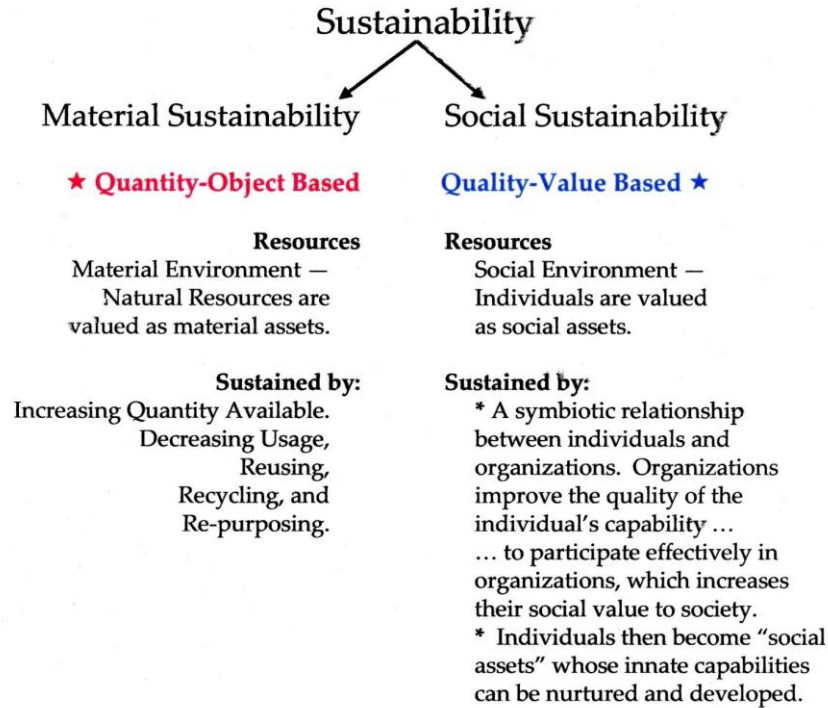 Sustainability
Material Sustainability
★ Quantity-Object Based
Resources
Material Environment —
Natural Resources are
valued as material assets.
Sustained by:
Increasing Quantity Available.
Decreasing Usage,
Reusing,
Recycling, and
Re-purposing.
Social Sustainability
Quality-Value Based ★
Resources
Social Environment —
Individuals are valued
as social assets.
Sustained by:
* A symbiotic relationship
between individuals and
organizations.  Organizations
improve the quality of the
individual's capability …
… to participate effectively in
organizations, which increases
their social value to society.
*  Individuals then become “social
assets” whose innate capabilities
can be nurtured and developed.